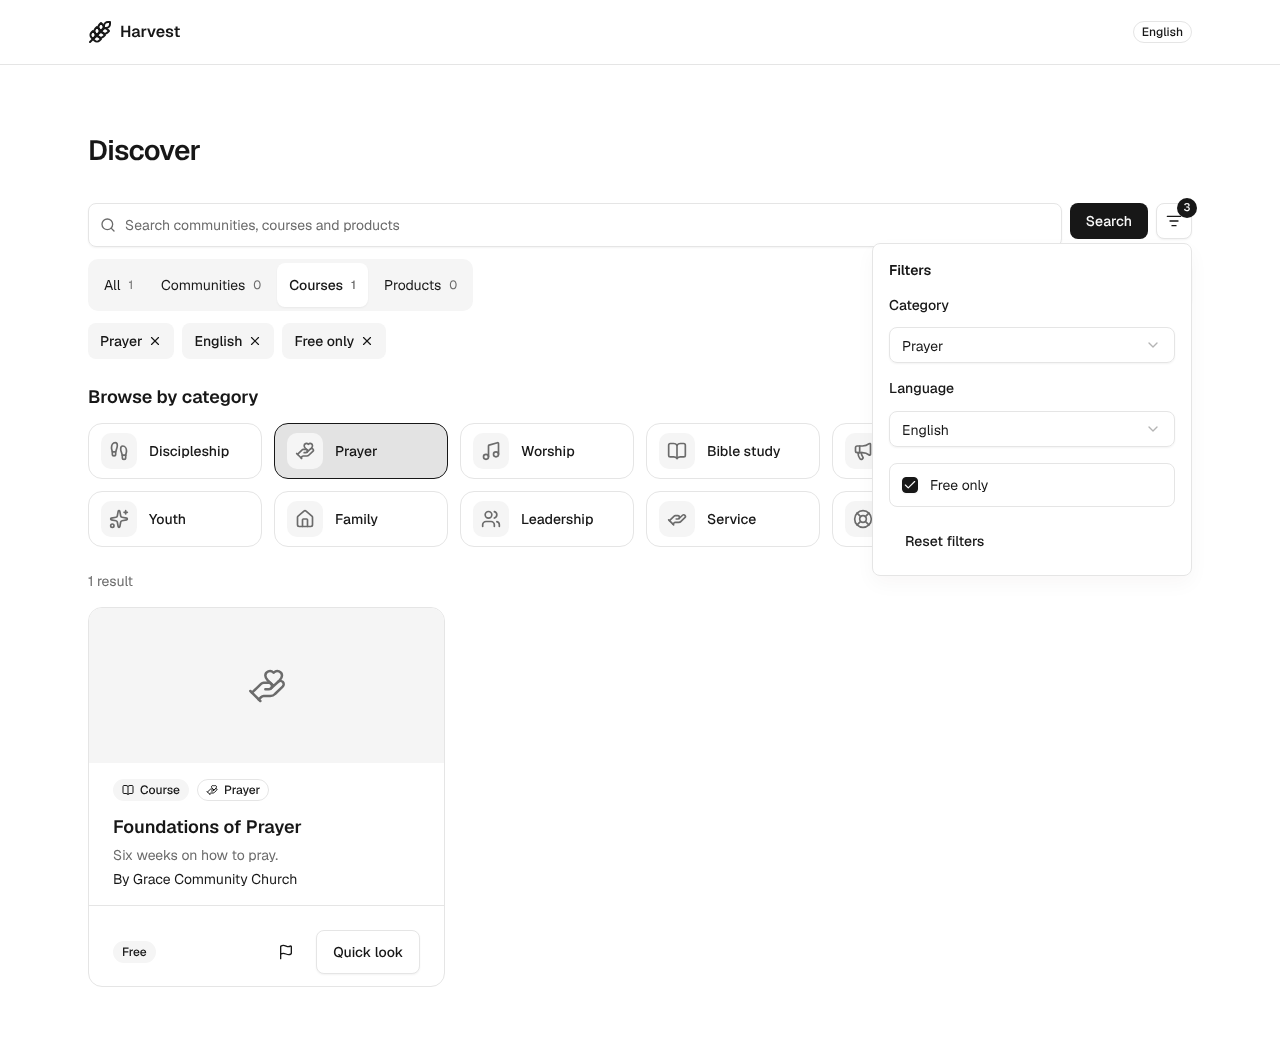 Harvest
English
Discover
Search communities, courses and products
Search
3
All 1
Communities 0
Courses 1
Products 0
Prayer
English
Free only
Filters
Category
Prayer
Language
English
Free only
Reset filters
Browse by category
Discipleship
Prayer
Worship
Bible study
Youth
Family
Leadership
Service
1 result
Course
Prayer
Foundations of Prayer
Six weeks on how to pray.
By Grace Community Church
Free
Quick look